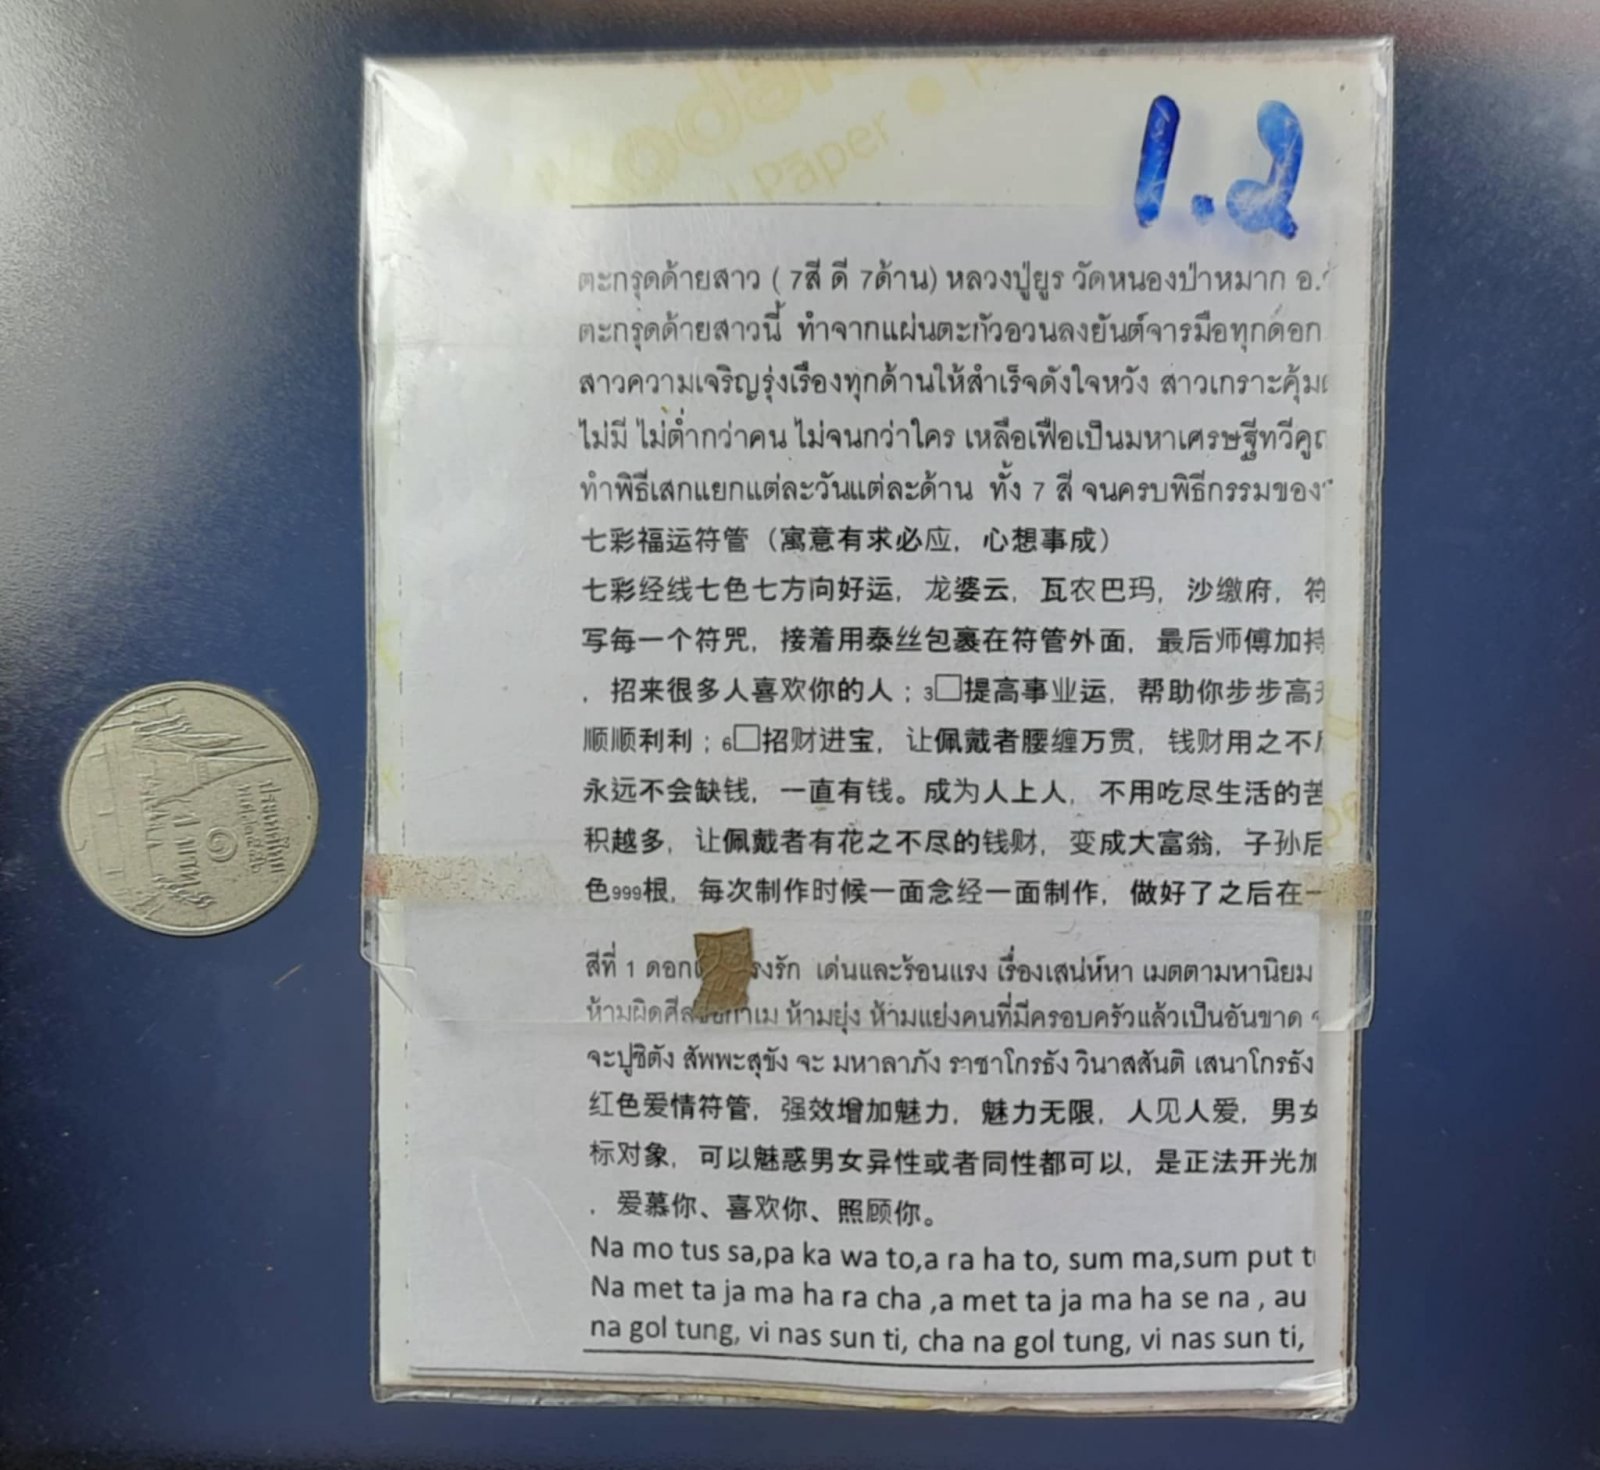 Kodak
Paper
1.2
ตะกรุดด้ายสาว ( 7สี ดี 7ด้าน) หลวงปู่ยูร วัดหนองป่าหมาก อ.
ตะกรุดด้ายสาวนี้ ทำจากแผ่นตะกั่วอวนลงยันต์จารมือทุกดอก
สาวความเจริญรุ่งเรืองทุกด้านให้สำเร็จดังใจหวัง สาวเกราะคุ้ม
ไม่มี ไม่ต่ำกว่าคน ไม่จนกว่าใคร เหลือเฟือเป็นมหาเศรษฐีทวีคูณ
ทำพิธีเสกแยกแต่ละวันแต่ละด้าน ทั้ง 7 สี จนครบพิธีกรรมของ
七彩福运符管（寓意有求必应，心想事成）
七彩经线七色七方向好运，龙婆云，瓦农巴玛，沙缴府，符
写每一个符咒，接着用泰丝包裹在符管外面，最后师傅加持
，招来很多人喜欢你的人；3□提高事业运，帮助你步步高升
顺顺利利；6□招财进宝，让佩戴者腰缠万贯，钱财用之不
永远不会缺钱，一直有钱。成为人上人，不用吃尽生活的苦
积越多，让佩戴者有花之不尽的钱财，变成大富翁，子孙后
色999根，每次制作时候一面念经一面制作，做好了之后在一
สีที่ 1 ดอก งรัก เด่นและร้อนแรง เรื่องเสน่ห์หา เมตตามหานิยม
ห้ามผิดศีล กาเม ห้ามยุ่ง ห้ามแย่งคนที่มีครอบครัวแล้วเป็นอันขาด
จะปูชิตัง สัพพะสุขัง จะ มหาลาภัง ราชาโกรธัง วินาสสันติ เสนาโกรธัง
红色爱情符管，强效增加魅力，魅力无限，人见人爱，男女
标对象，可以魅惑男女异性或者同性都可以，是正法开光加
，爱慕你、喜欢你、照顾你。
Na mo tus sa,pa ka wa to,a ra ha to, sum ma,sum put
Na met ta ja ma ha ra cha ,a met ta ja ma ha se na , au
na gol tung, vi nas sun ti, cha na gol tung, vi nas sun ti,
ประเทศไทย
๑ บาท